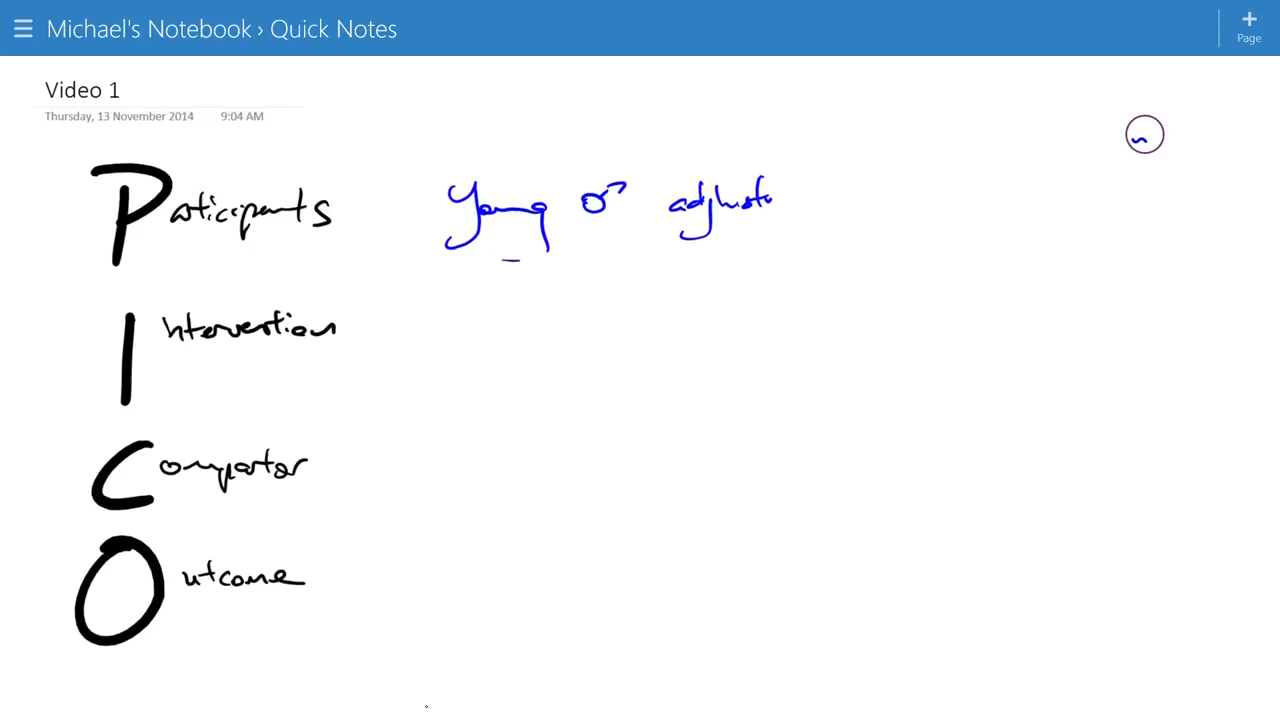 Michael's Notebook › Quick Notes
Page
Video 1
Thursday, 13 November 2014 9:04 AM
Participants Young ♂
Intervention
Comparator
Outcome